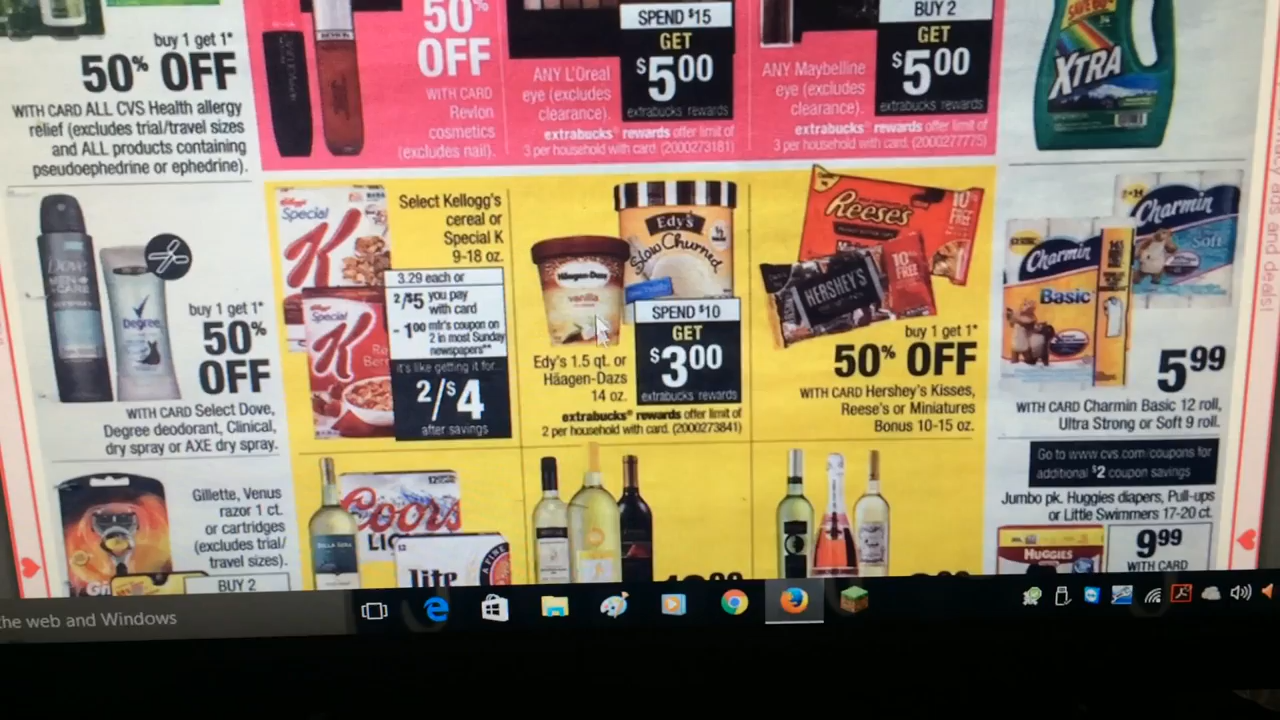 buy 1 get 1*
50% OFF
WITH CARD ALL CVS Health allergy
relief (excludes trial/travel sizes
and ALL products containing
pseudoephedrine or ephedrine).
50%
OFF
WITH CARD
Revlon
cosmetics
(excludes nail).
SPEND $15
GET
$5.00
extrabucks rewards
ANY L'Oreal
eye (excludes
clearance).
extrabucks® rewards offer limit of
3 per household with card. (2000273181)
BUY 2
GET
$5.00
extrabucks rewards
ANY Maybelline
eye (excludes
clearance).
extrabucks® rewards offer limit of
3 per household with card. (2000277775)
XTRA
Dove
MEN+CARE
Degree
buy 1 get 1*
50%
OFF
WITH CARD Select Dove,
Degree deodorant, Clinical,
dry spray or AXE dry spray.
Special
K
Special
K
Select Kellogg's
cereal or
Special K
9-18 oz.
3.29 each or
2/$5 you pay
with card
- 1.00 mfr's coupon on
2 in most Sunday
newspapers**
it's like getting it for...
2/$4
after savings
Häagen-Dazs
vanilla
Edy's
Slow Churned
SPEND $10
GET
$3.00
extrabucks rewards
Edy's 1.5 qt. or
Häagen-Dazs
14 oz.
extrabucks® rewards offer limit of
2 per household with card. (2000273841)
Reese's
10
FREE
HERSHEY'S
10
FREE
buy 1 get 1*
50% OFF
WITH CARD Hershey's Kisses,
Reese's or Miniatures
Bonus 10-15 oz.
Charmin
Soft
Charmin
Basic
5.99
WITH CARD Charmin Basic 12 roll,
Ultra Strong or Soft 9 roll.
Go to www.cvs.com/coupons for
additional $2 coupon savings
Jumbo pk. Huggies diapers, Pull-ups
or Little Swimmers 17-20 ct.
HUGGIES
9.99
WITH CARD
Gillette, Venus
razor 1 ct.
or cartridges
(excludes trial/
travel sizes).
BUY 2
Coors
Lite
the web and Windows